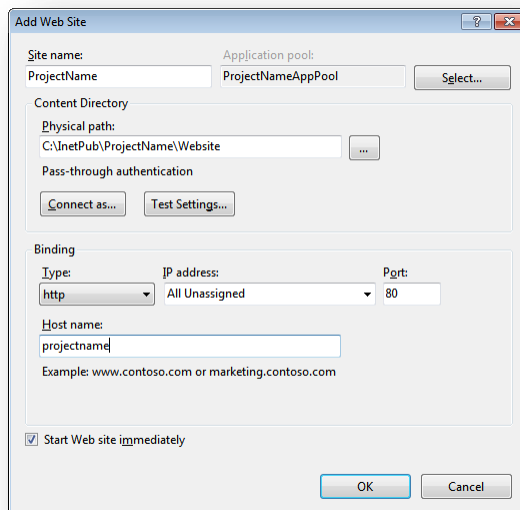 Add Web Site
?
Site name:
Application pool:
ProjectName
ProjectNameAppPool
Select...
Content Directory
Physical path:
C:\InetPub\ProjectName\Website
...
Pass-through authentication
Connect as...
Test Settings...
Binding
Type:
IP address:
Port:
http
All Unassigned
80
Host name:
projectname
Example: www.contoso.com or marketing.contoso.com
Start Web site immediately
OK
Cancel